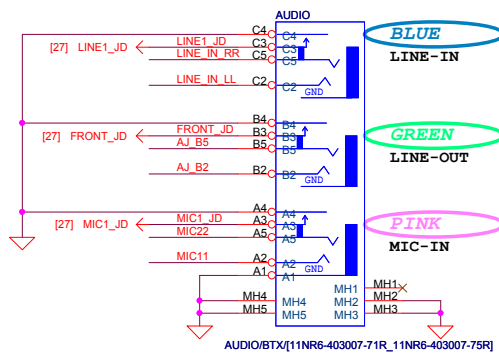 AUDIO
C4 C4 BLUE
[27] LINE1_JD LINE1_JD C3 C3 LINE-IN
LINE_IN_RR C5 C5
LINE_IN_LL C2 C2
GND
B4 B4 GREEN
[27] FRONT_JD FRONT_JD B3 B3 LINE-OUT
AJ_B5 B5 B5
AJ_B2 B2 B2
GND
A4 A4 PINK
[27] MIC1_JD MIC1_JD A3 A3 MIC-IN
MIC22 A5 A5
MIC11 A2 A2
GND
A1 A1
MH1 MH1
MH4 MH4 MH2 MH2
MH5 MH5 MH3 MH3
AUDIO/BTX/[11NR6-403007-71R_11NR6-403007-75R]